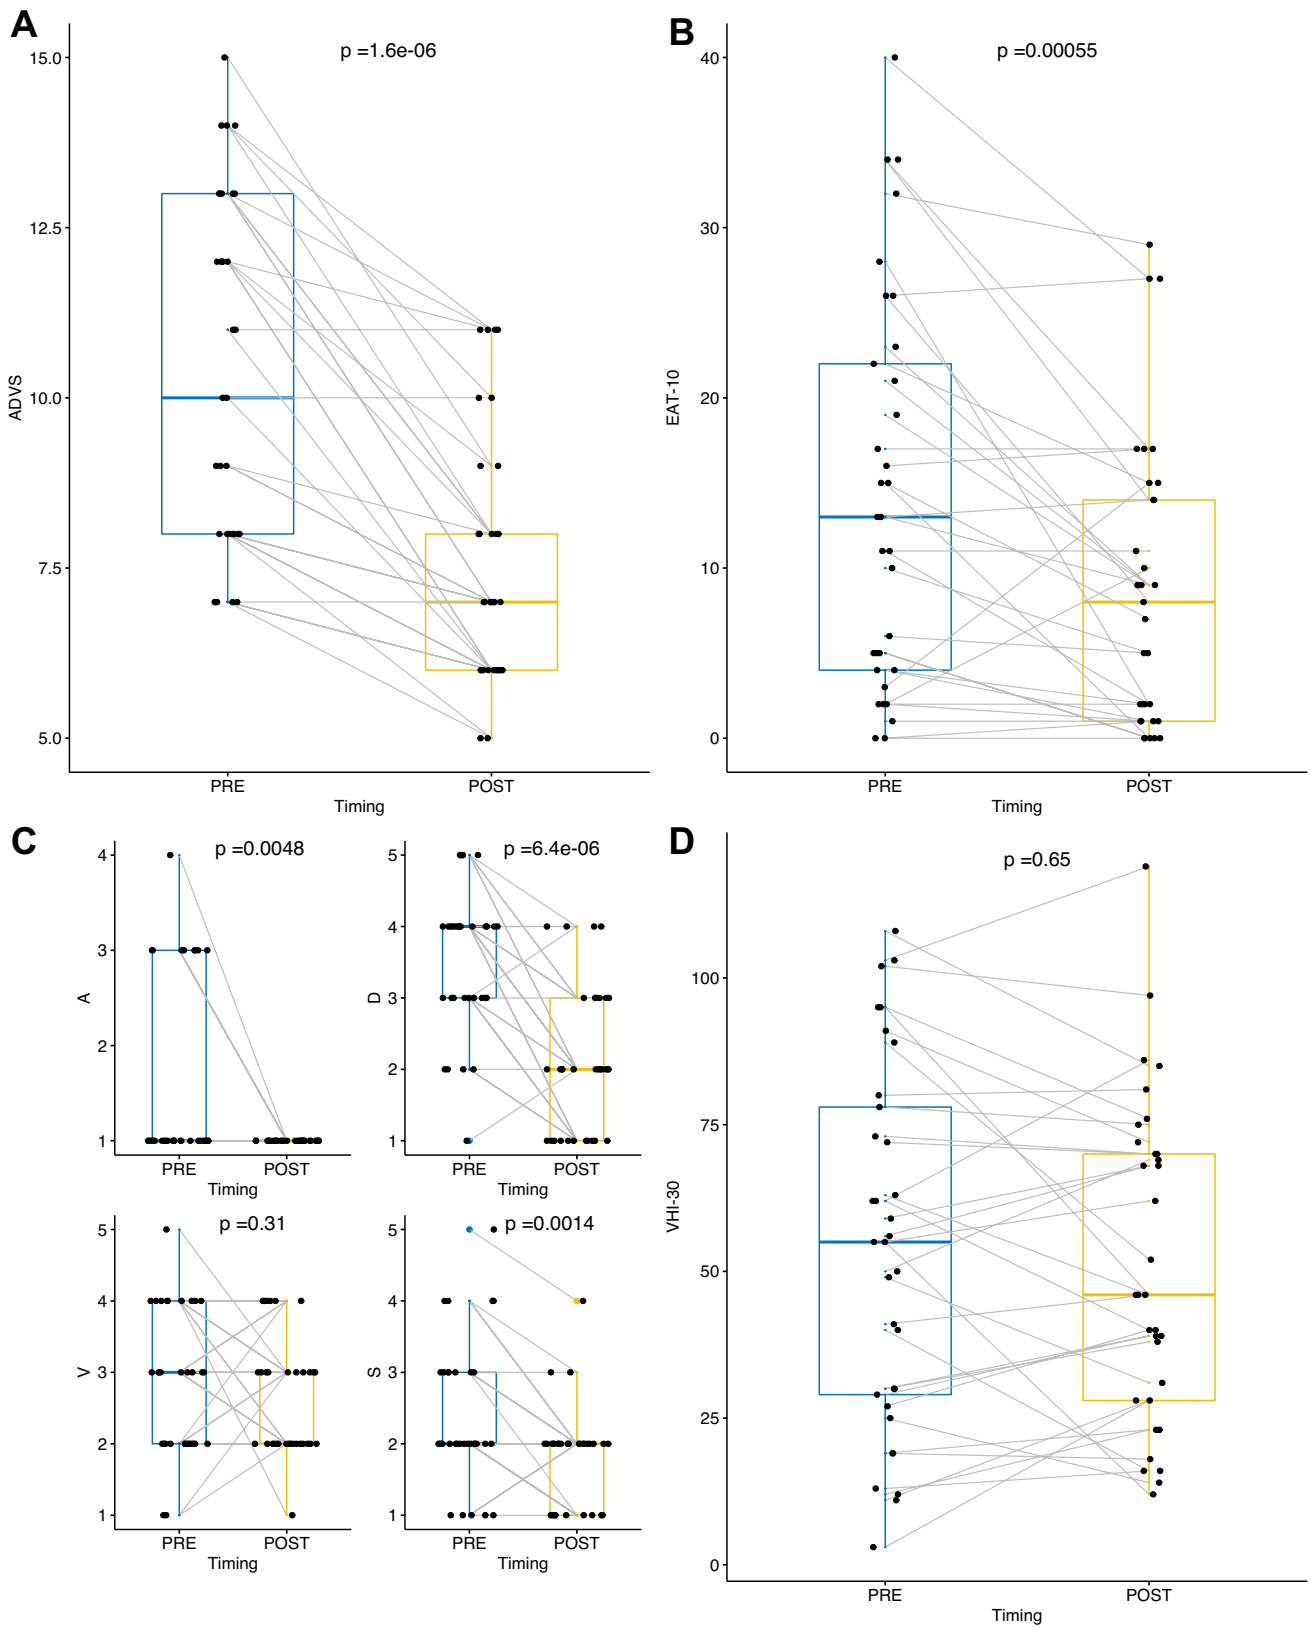 A
p =1.6e-06
15.0
12.5
10.0
7.5
5.0
ADVS
PRE
POST
Timing
B
p =0.00055
40
30
20
10
0
EAT-10
PRE
POST
Timing
C
p =0.0048
4
3
2
1
A
PRE
POST
Timing
p =6.4e-06
5
4
3
2
1
D
PRE
POST
Timing
p =0.31
5
4
3
2
1
V
PRE
POST
Timing
p =0.0014
5
4
3
2
1
S
PRE
POST
Timing
D
p =0.65
100
75
50
25
0
VHI-30
PRE
POST
Timing